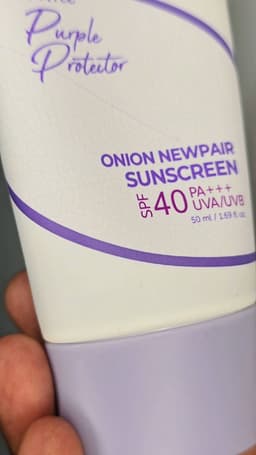 Purple
Protector
ONION NEWPAIR
SUNSCREEN
SPF 40 PA+++
UVA/UVB
50 ml / 1.69 fl. oz